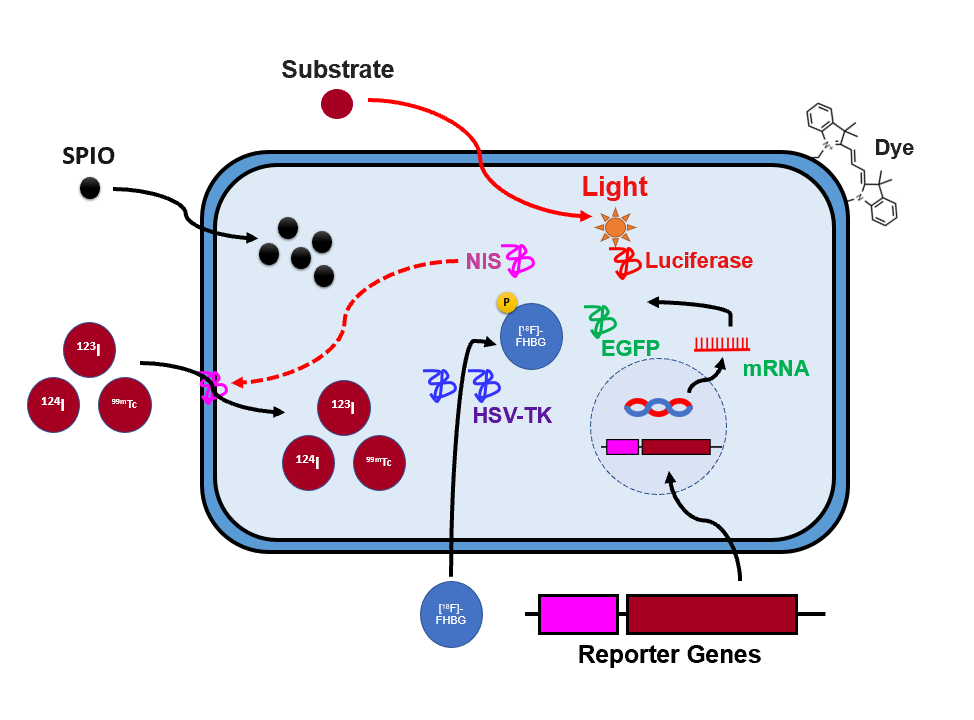 Substrate
SPIO
Dye
Light
NIS
Luciferase
P
[¹⁸F]-
FHBG
EGFP
mRNA
HSV-TK
¹²³I
¹²⁴I
⁹⁹ᵐTc
¹²³I
¹²⁴I
⁹⁹ᵐTc
[¹⁸F]-
FHBG
Reporter Genes
N
N